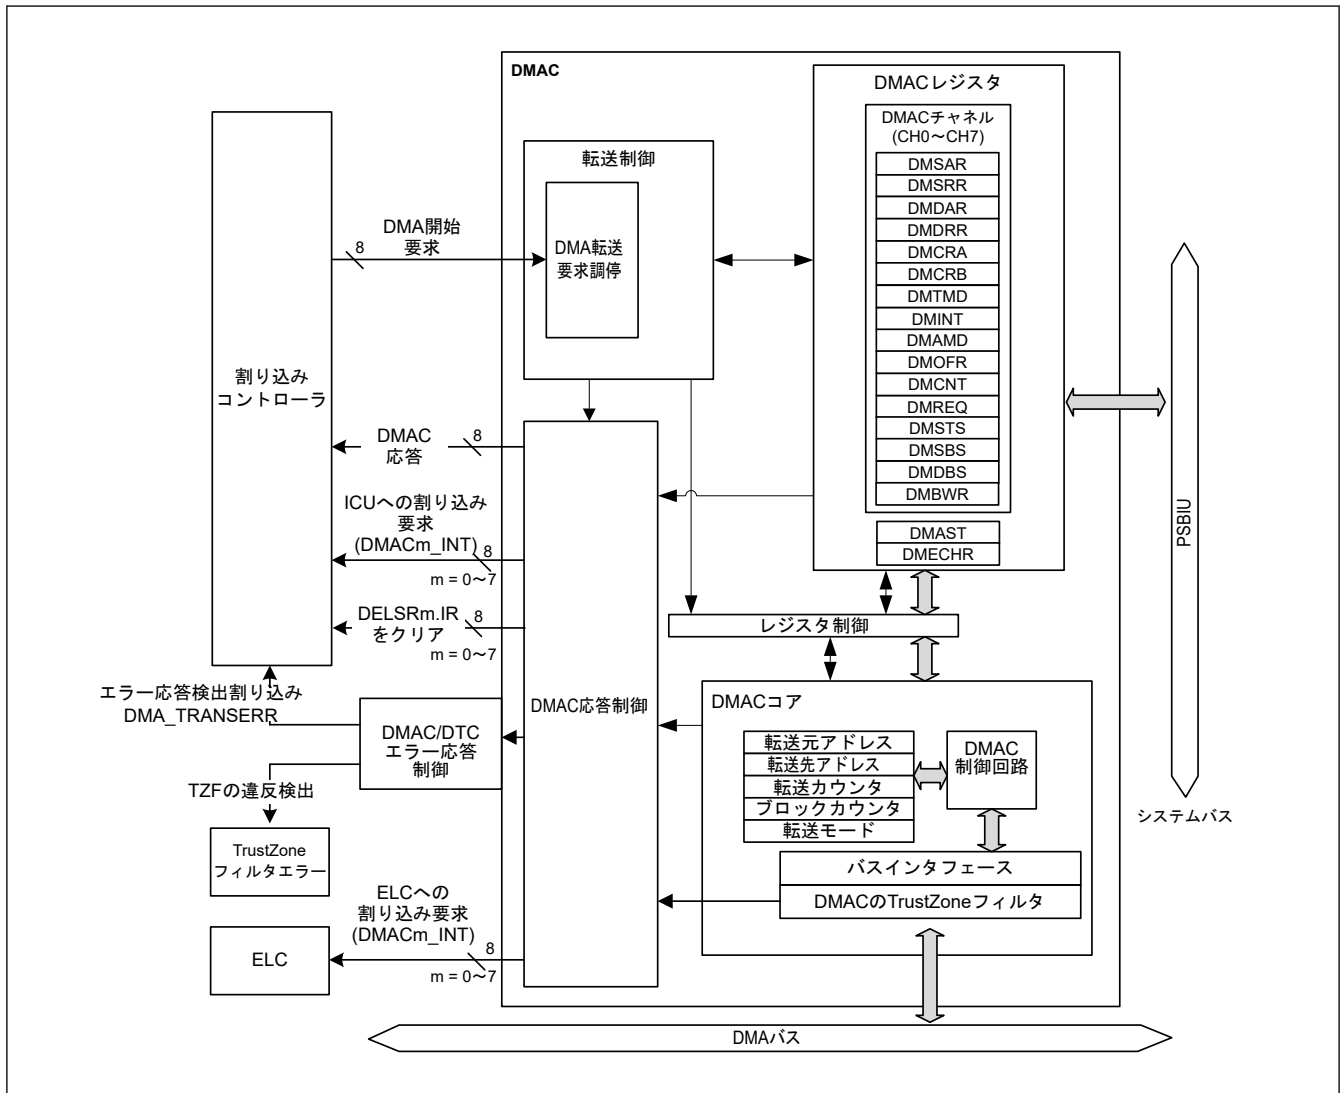 DMAC
DMACレジスタ
DMACチャネル
(CH0～CH7)
DMSAR
DMSRR
DMDAR
DMDRR
DMCRA
DMCRB
DMTMD
DMINT
DMAMD
DMOFR
DMCNT
DMREQ
DMSTS
DMSBS
DMDBS
DMBWR
DMAST
DMECHR
転送制御
DMA転送
要求調停
DMA開始
要求
8
割り込み
コントローラ
DMAC
応答
8
ICUへの割り込み
要求
(DMACm_INT)
8
m = 0～7
DELSRm.IR
をクリア
8
m = 0～7
エラー応答検出割り込み
DMA_TRANSERR
DMAC/DTC
エラー応答
制御
TZFの違反検出
TrustZone
フィルタエラー
ELCへの
割り込み要求
(DMACm_INT)
8
m = 0～7
ELC
DMAC応答制御
レジスタ制御
DMACコア
転送元アドレス
転送先アドレス
転送カウンタ
ブロックカウンタ
転送モード
DMAC
制御回路
バスインタフェース
DMACのTrustZoneフィルタ
PSBIU
システムバス
DMAバス